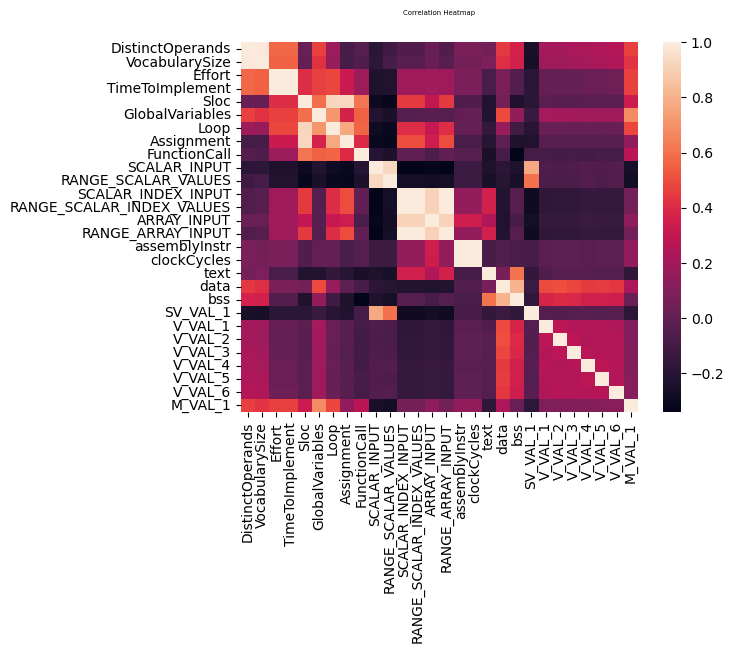 Correlation Heatmap
DistinctOperands
VocabularySize
Effort
TimeToImplement
Sloc
GlobalVariables
Loop
Assignment
FunctionCall
SCALAR_INPUT
RANGE_SCALAR_VALUES
SCALAR_INDEX_INPUT
RANGE_SCALAR_INDEX_VALUES
ARRAY_INPUT
RANGE_ARRAY_INPUT
assemblyInstr
clockCycles
text
data
bss
SV_VAL_1
V_VAL_1
V_VAL_2
V_VAL_3
V_VAL_4
V_VAL_5
V_VAL_6
M_VAL_1
DistinctOperands
VocabularySize
Effort
TimeToImplement
Sloc
GlobalVariables
Loop
Assignment
FunctionCall
SCALAR_INPUT
RANGE_SCALAR_VALUES
SCALAR_INDEX_INPUT
RANGE_SCALAR_INDEX_VALUES
ARRAY_INPUT
RANGE_ARRAY_INPUT
assemblyInstr
clockCycles
text
data
bss
SV_VAL_1
V_VAL_1
V_VAL_2
V_VAL_3
V_VAL_4
V_VAL_5
V_VAL_6
M_VAL_1
1.0
0.8
0.6
0.4
0.2
0.0
−0.2